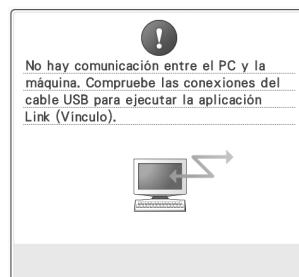 No hay comunicación entre el PC y la
máquina. Compruebe las conexiones del
cable USB para ejecutar la aplicación
Link (Vínculo).